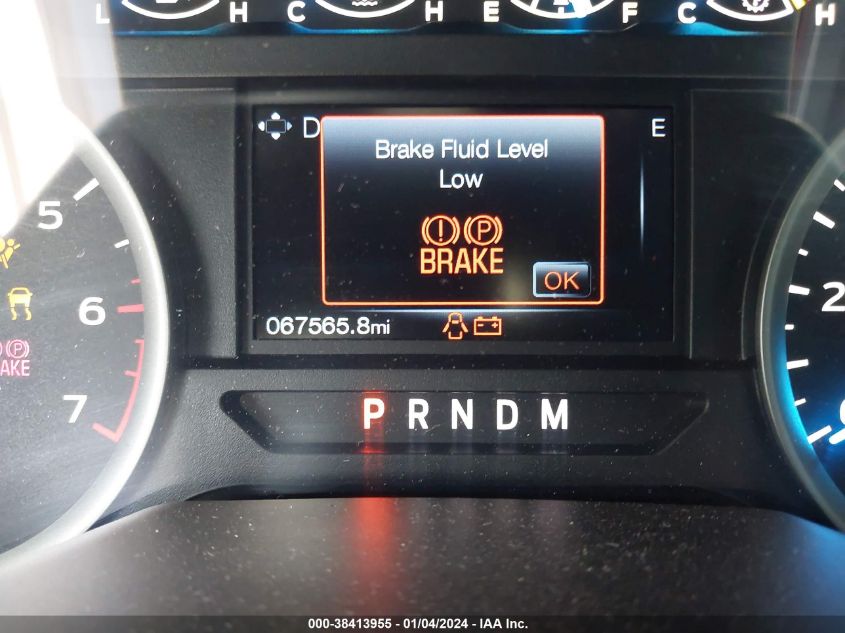 L H C H E F C H
D E
Brake Fluid Level
Low
(!) (P)
BRAKE
OK
067565.8mi
5
6
7
P
AKE
2
P R N D M
000-38413955 - 01/04/2024 - IAA Inc.